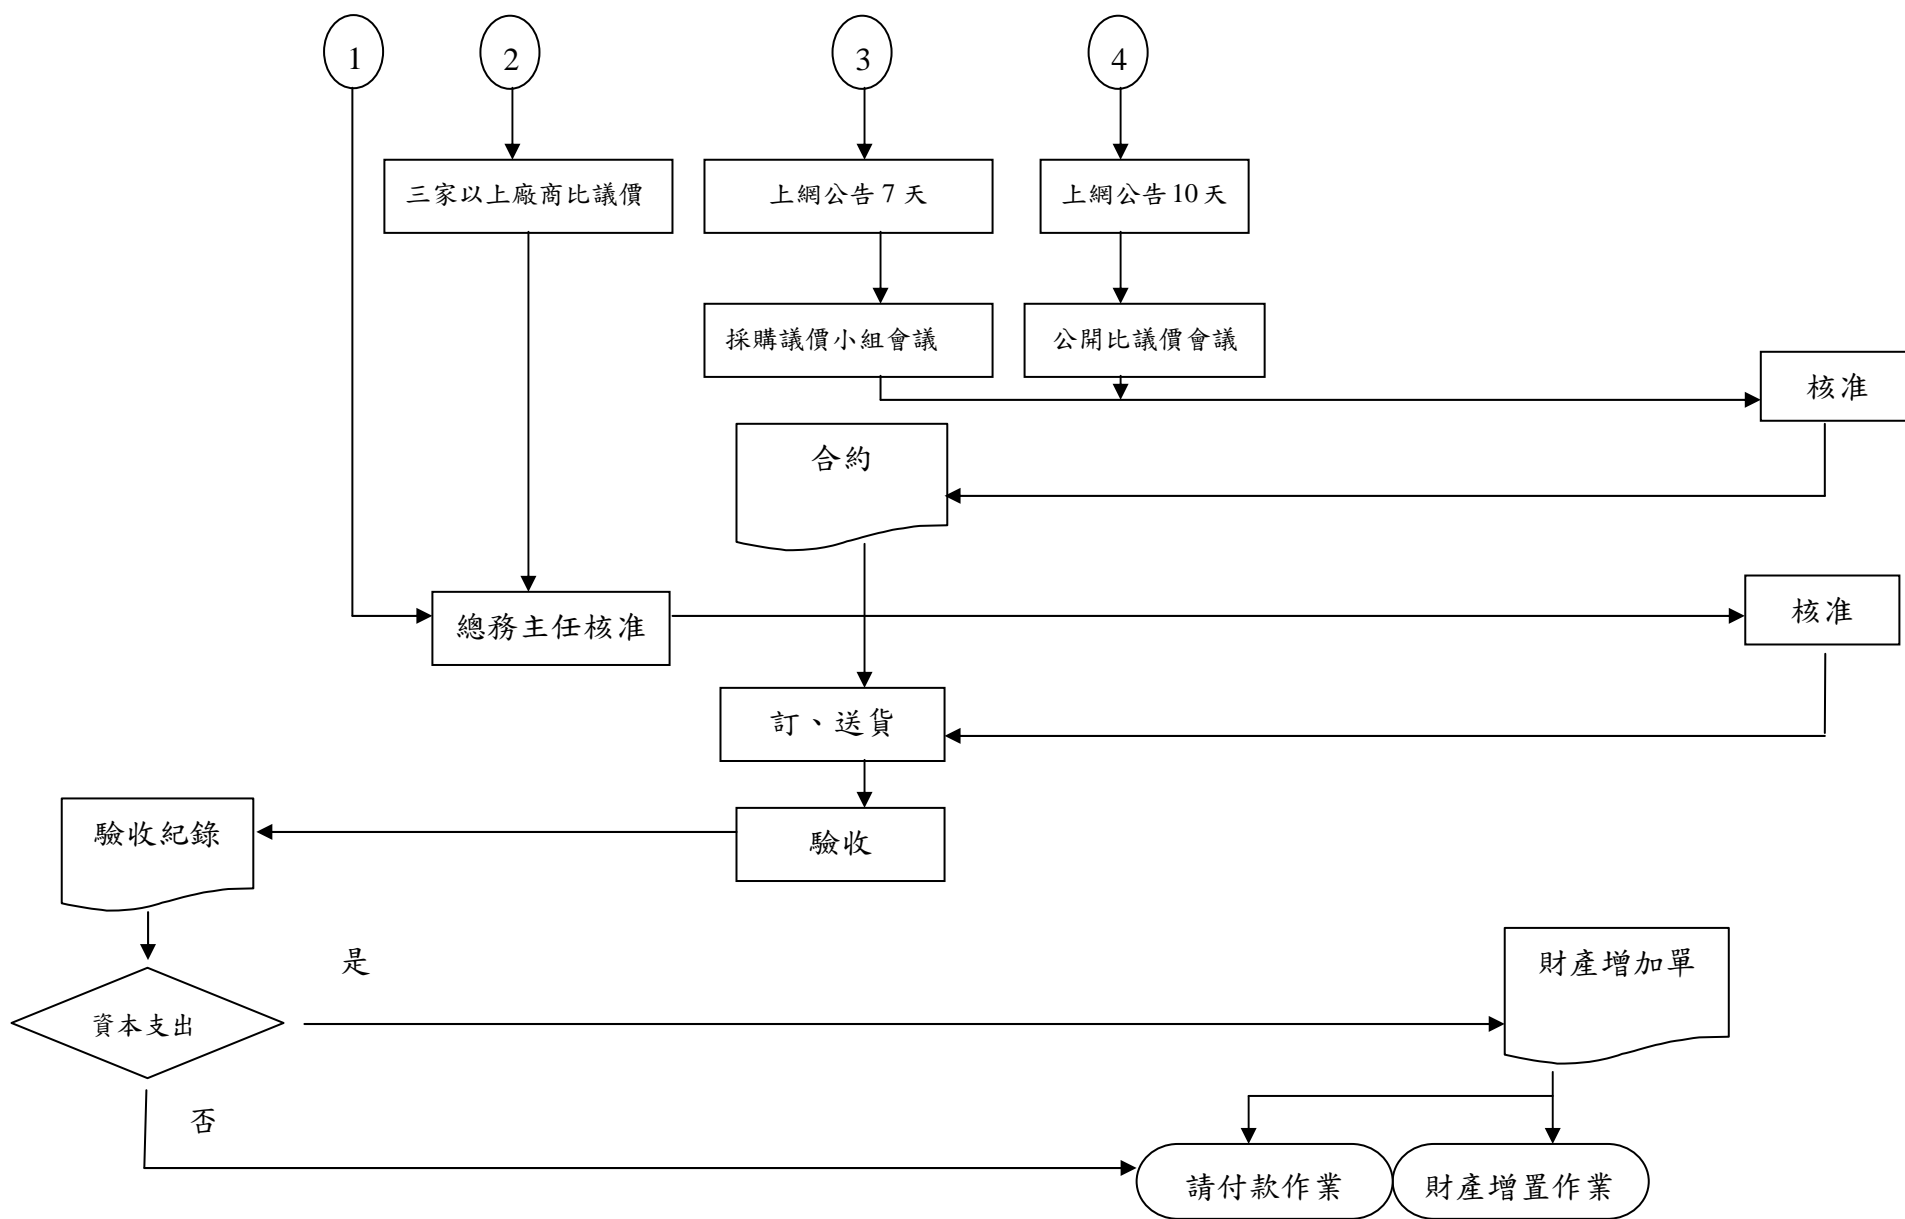 1
2
3
4
三家以上廠商比議價
上網公告 7 天
上網公告 10 天
採購議價小組會議
公開比議價會議
核准
合約
總務主任核准
核准
訂、送貨
驗收紀錄
驗收
是
財產增加單
資本支出
否
請付款作業
財產增置作業